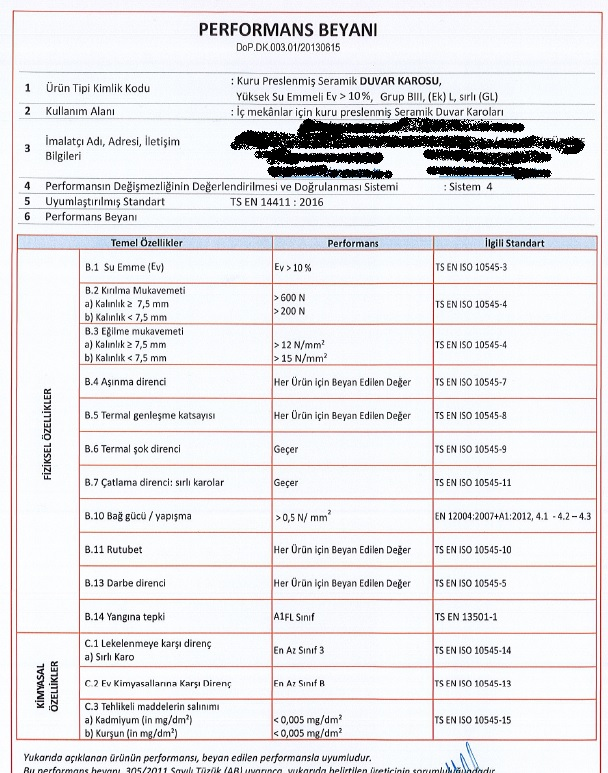 PERFORMANS BEYANI
DoP.DK.003.01/20130615
1 Ürün Tipi Kimlik Kodu : Kuru Preslenmiş Seramik DUVAR KAROSU,
Yüksek Su Emmeli Ev > 10%, Grup BIII, (Ek) L, sırlı (GL)
2 Kullanım Alanı : İç mekânlar için kuru preslenmiş Seramik Duvar Karoları
3 İmalatçı Adı, Adresi, İletişim
Bilgileri
4 Performansın Değişmezliğinin Değerlendirilmesi ve Doğrulanması Sistemi : Sistem 4
5 Uyumlaştırılmış Standart TS EN 14411 : 2016
6 Performans Beyanı
Temel Özellikler Performans İlgili Standart
FİZİKSEL ÖZELLİKLER
B.1 Su Emme (Ev) Ev > 10 % TS EN ISO 10545-3
B.2 Kırılma Mukavemeti
a) Kalınlık ≥ 7,5 mm > 600 N TS EN ISO 10545-4
b) Kalınlık < 7,5 mm > 200 N
B.3 Eğilme mukavemeti
a) Kalınlık ≥ 7,5 mm > 12 N/mm² TS EN ISO 10545-4
b) Kalınlık < 7,5 mm > 15 N/mm²
B.4 Aşınma direnci Her Ürün için Beyan Edilen Değer TS EN ISO 10545-7
B.5 Termal genleşme katsayısı Her Ürün için Beyan Edilen Değer TS EN ISO 10545-8
B.6 Termal şok direnci Geçer TS EN ISO 10545-9
B.7 Çatlama direnci: sırlı karolar Geçer TS EN ISO 10545-11
B.10 Bağ gücü / yapışma > 0,5 N/ mm² EN 12004:2007+A1:2012, 4.1 - 4.2 – 4.3
B.11 Rutubet Her Ürün için Beyan Edilen Değer TS EN ISO 10545-10
B.13 Darbe direnci Her Ürün için Beyan Edilen Değer TS EN ISO 10545-5
B.14 Yangına tepki A1FL Sınıf TS EN 13501-1
KİMYASAL ÖZELLİKLER
C.1 Lekelenmeye karşı direnç
a) Sırlı Karo En Az Sınıf 3 TS EN ISO 10545-14
C.2 Ev Kimyasallarına Karşı Direnç En Az Sınıf B TS EN ISO 10545-13
C.3 Tehlikeli maddelerin salınımı
a) Kadmiyum (in mg/dm²) < 0,005 mg/dm² TS EN ISO 10545-15
b) Kurşun (in mg/dm²) < 0,005 mg/dm²
Yukarıda açıklanan ürünün performansı, beyan edilen performansla uyumludur.
Bu performans beyanı, 305/2011 Sayılı Tüzük (AB) uyarınca, yukarıda belirtilen üreticinin sorumluluğundadır